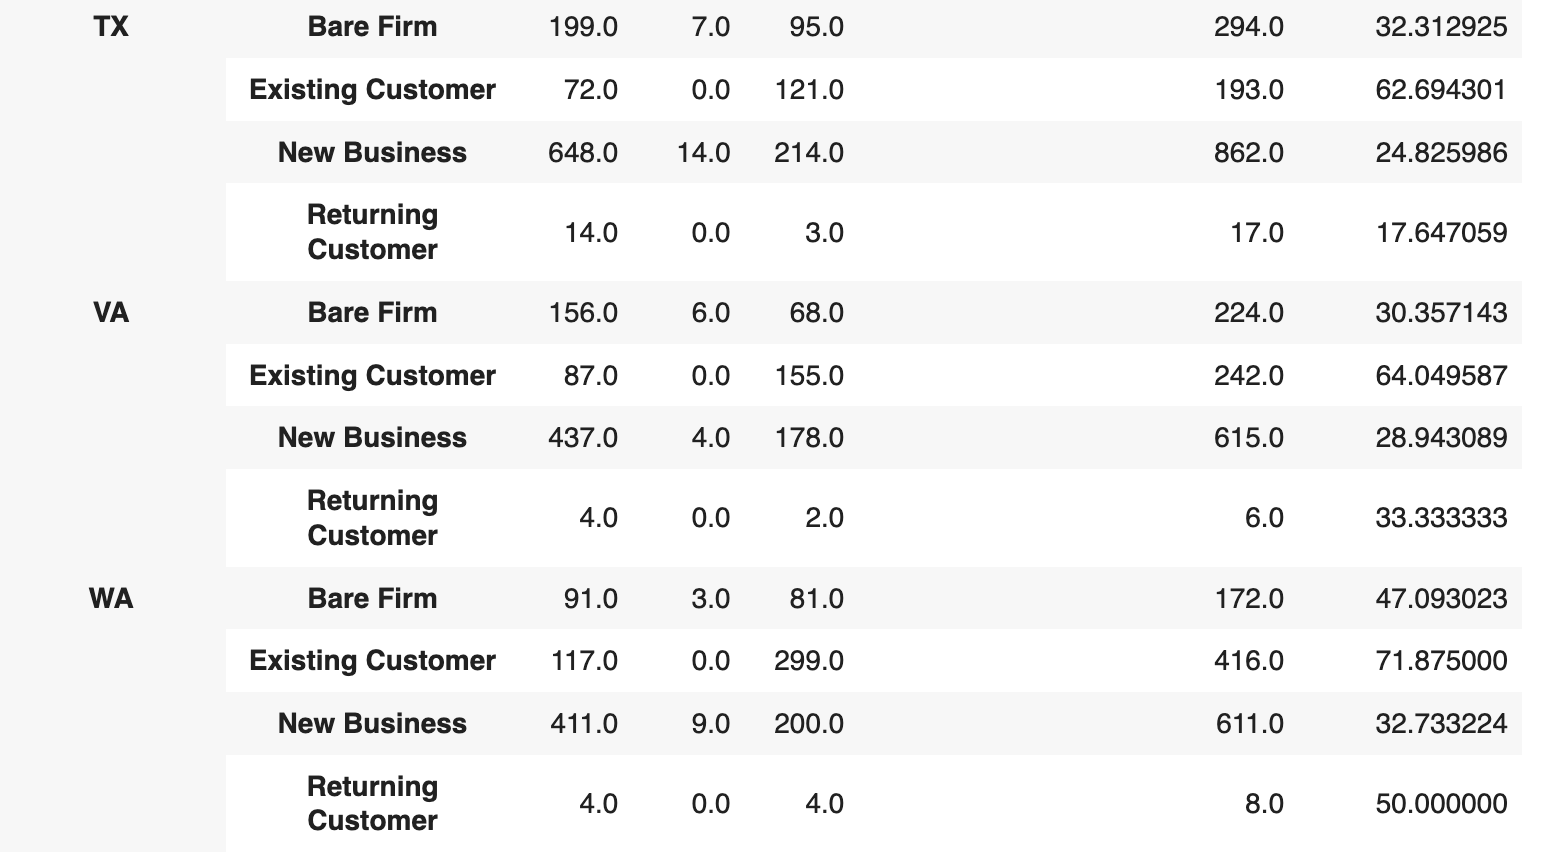 TX Bare Firm 199.0 7.0 95.0 294.0 32.312925
Existing Customer 72.0 0.0 121.0 193.0 62.694301
New Business 648.0 14.0 214.0 862.0 24.825986
Returning
Customer 14.0 0.0 3.0 17.0 17.647059
VA Bare Firm 156.0 6.0 68.0 224.0 30.357143
Existing Customer 87.0 0.0 155.0 242.0 64.049587
New Business 437.0 4.0 178.0 615.0 28.943089
Returning
Customer 4.0 0.0 2.0 6.0 33.333333
WA Bare Firm 91.0 3.0 81.0 172.0 47.093023
Existing Customer 117.0 0.0 299.0 416.0 71.875000
New Business 411.0 9.0 200.0 611.0 32.733224
Returning
Customer 4.0 0.0 4.0 8.0 50.000000